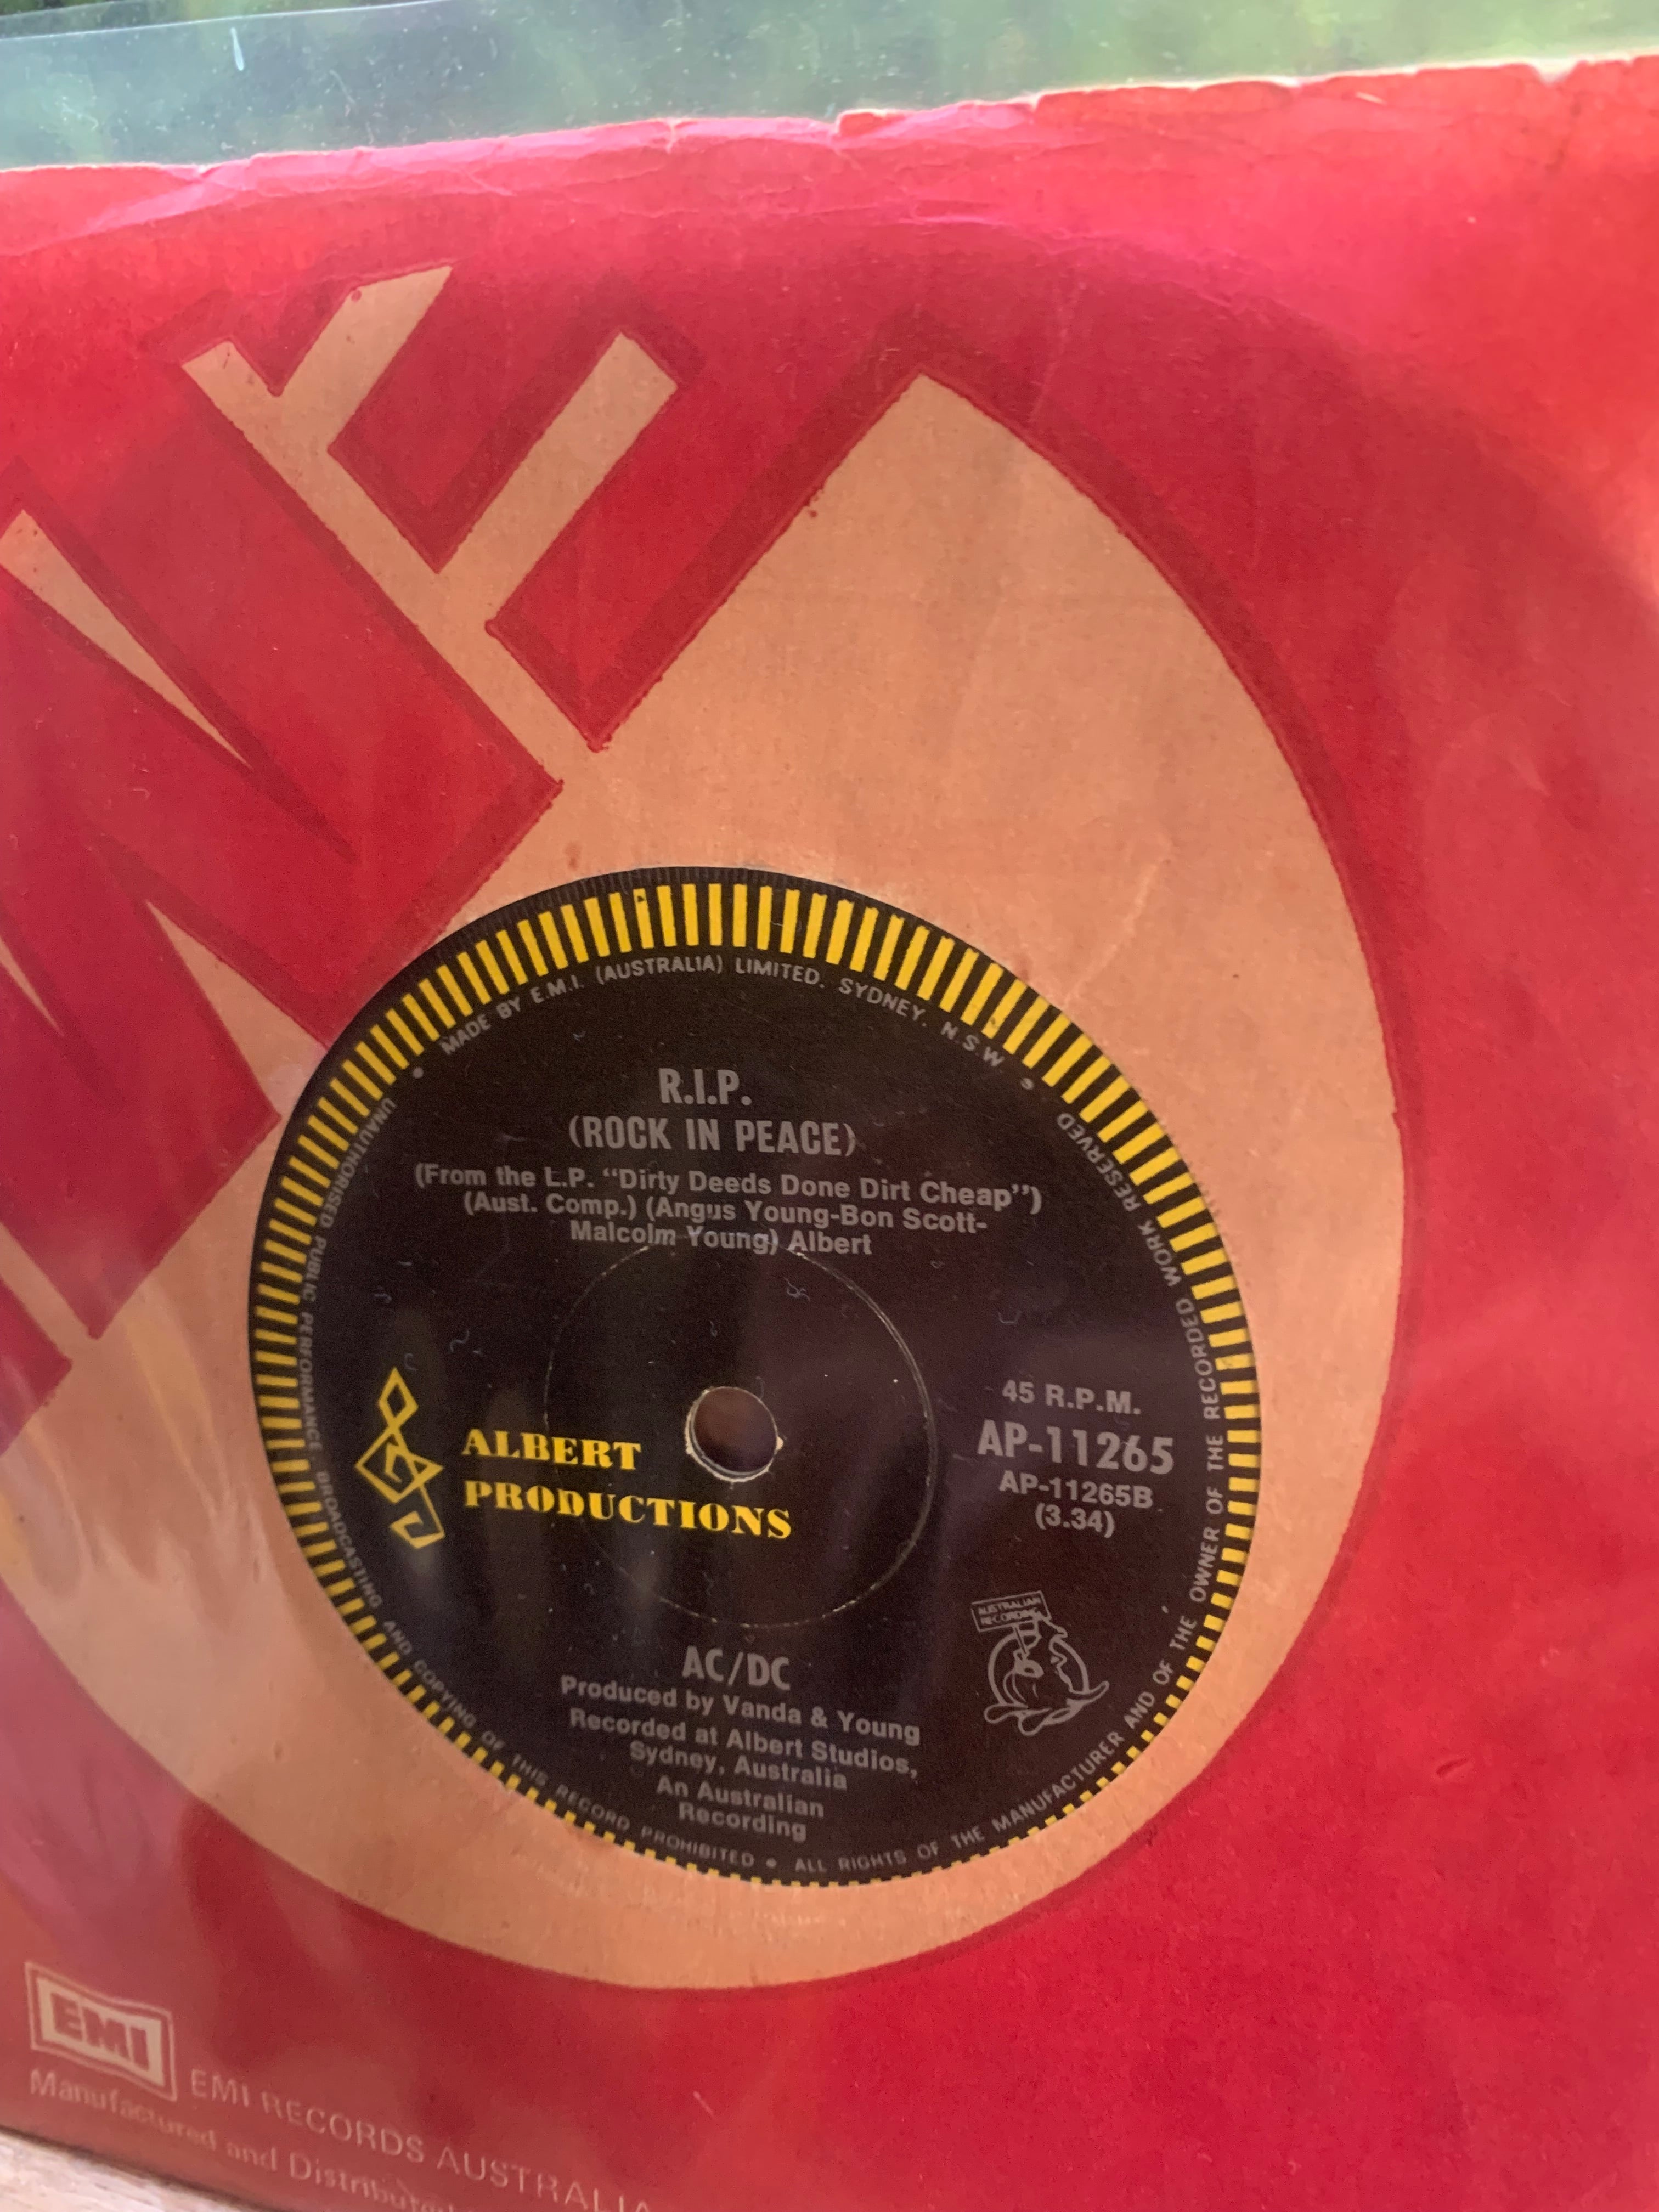 MADE BY E.M.I. (AUSTRALIA) LIMITED. SYDNEY. N.S.W
R.I.P.
(ROCK IN PEACE)
(From the L.P. “Dirty Deeds Done Dirt Cheap”)
(Aust. Comp.) (Angus Young-Bon Scott-
Malcolm Young) Albert
45 R.P.M.
AP-11265
AP-11265B
(3.34)
ALBERT
PRODUCTIONS
AUSTRALIAN
RECORDING
AC/DC
Produced by Vanda & Young
Recorded at Albert Studios,
Sydney, Australia
An Australian
Recording
UNAUTHORISED PUBLIC PERFORMANCE BROADCASTING AND COPYING OF THIS RECORD PROHIBITED • ALL RIGHTS OF THE MANUFACTURER AND OF THE OWNER OF THE RECORDED WORK RESERVED
EMI
EMI RECORDS AUSTRALIA
Manufactured and Distributed